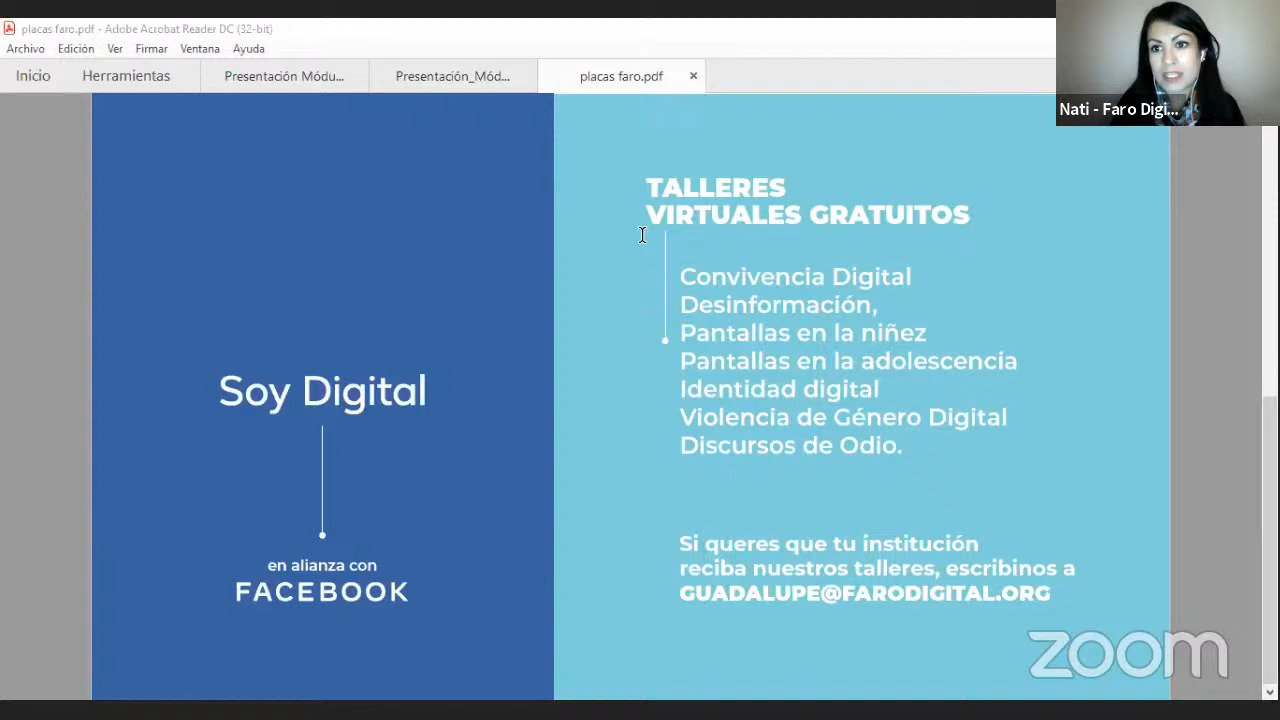 placas faro.pdf - Adobe Acrobat Reader DC (32-bit)
Archivo Edición Ver Firmar Ventana Ayuda
Inicio Herramientas Presentación Módu... Presentación_Mód... placas faro.pdf ×
Nati - Faro Digi...
Soy Digital
en alianza con
FACEBOOK
TALLERES
VIRTUALES GRATUITOS
Convivencia Digital
Desinformación,
Pantallas en la niñez
Pantallas en la adolescencia
Identidad digital
Violencia de Género Digital
Discursos de Odio.
Si queres que tu institución
reciba nuestros talleres, escribinos a
GUADALUPE@FARODIGITAL.ORG
zoom